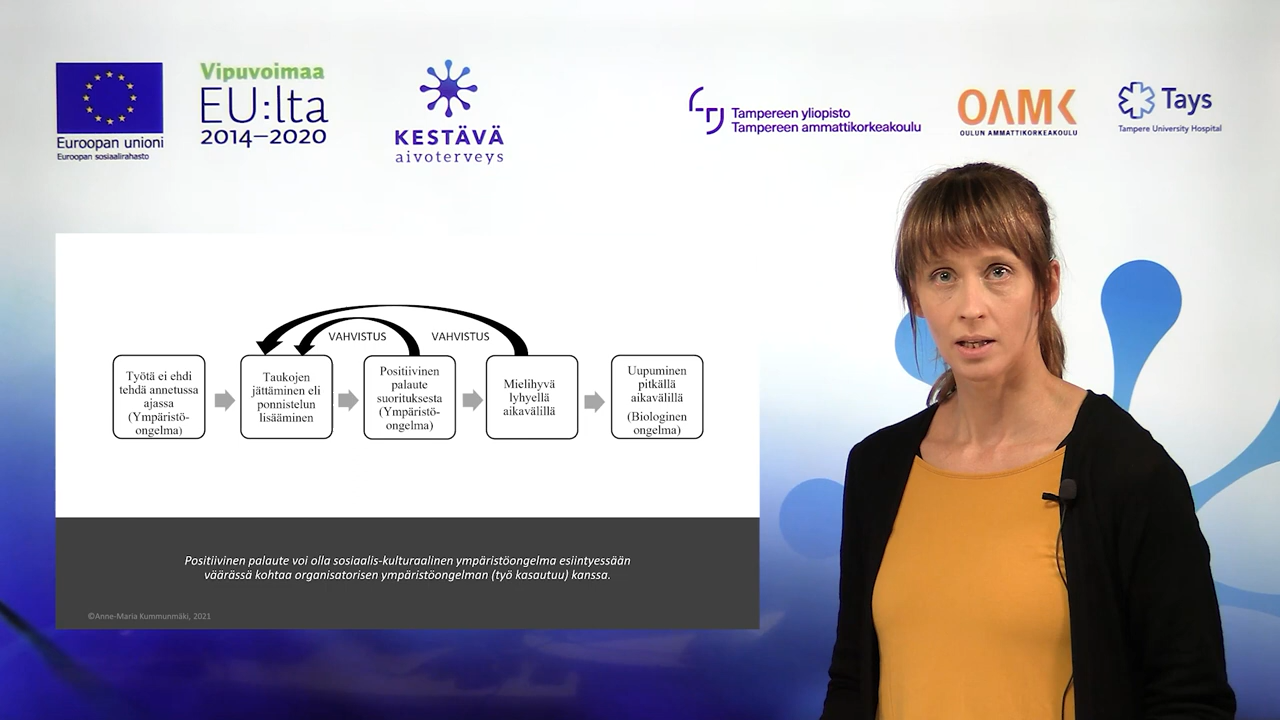 Euroopan unioni
Euroopan sosiaalirahasto
Vipuvoimaa
EU:lta
2014–2020
KESTÄVÄ
aivoterveys
Tampereen yliopisto
Tampereen ammattikorkeakoulu
OAMK
OULUN AMMATTIKORKEAKOULU
Tays
Tampere University Hospital
VAHVISTUS
VAHVISTUS
Työtä ei ehdi
tehdä annetussa
ajassa
(Ympäristö-
ongelma)
Taukojen
jättäminen eli
ponnistelun
lisääminen
Positiivinen
palaute
suorituksesta
(Ympäristö-
ongelma)
Mielihyvä
lyhyellä
aikavälillä
Uupuminen
pitkällä
aikavälillä
(Biologinen
ongelma)
Positiivinen palaute voi olla sosiaalis-kulturaalinen ympäristöongelma esiintyessään
väärässä kohtaa organisatorisen ympäristöongelman (työ kasautuu) kanssa.
©Anne-Maria Kummunmäki, 2021